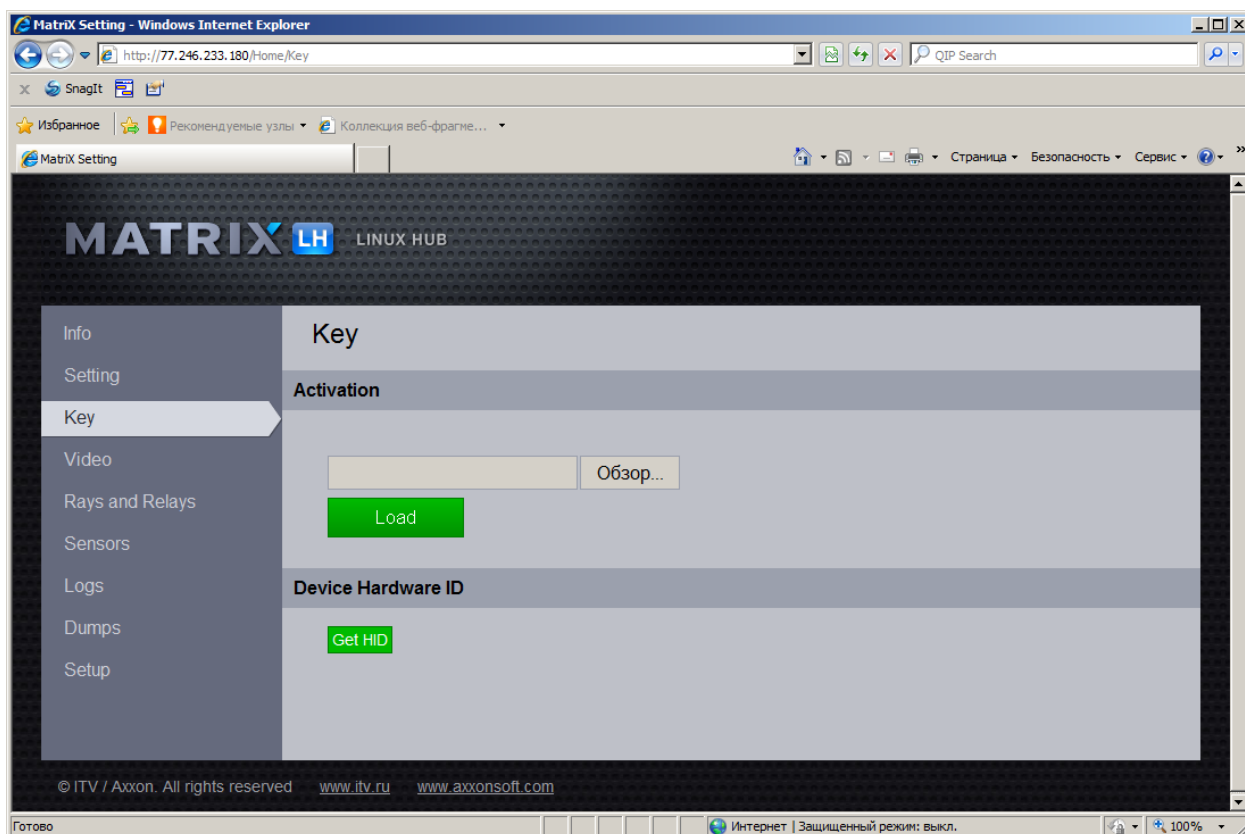 MatriX Setting - Windows Internet Explorer
http://77.246.233.180/Home/Key
QIP Search
x SnagIt
Избранное Рекомендуемые узлы Коллекция веб-фрагме...
MatriX Setting
Страница Безопасность Сервис »
MATRIX LH LINUX HUB
Info
Setting
Key
Video
Rays and Relays
Sensors
Logs
Dumps
Setup
Key
Activation
Обзор...
Load
Device Hardware ID
Get HID
© ITV / Axxon. All rights reserved www.itv.ru www.axxonsoft.com
Готово Интернет | Защищенный режим: выкл. 100%